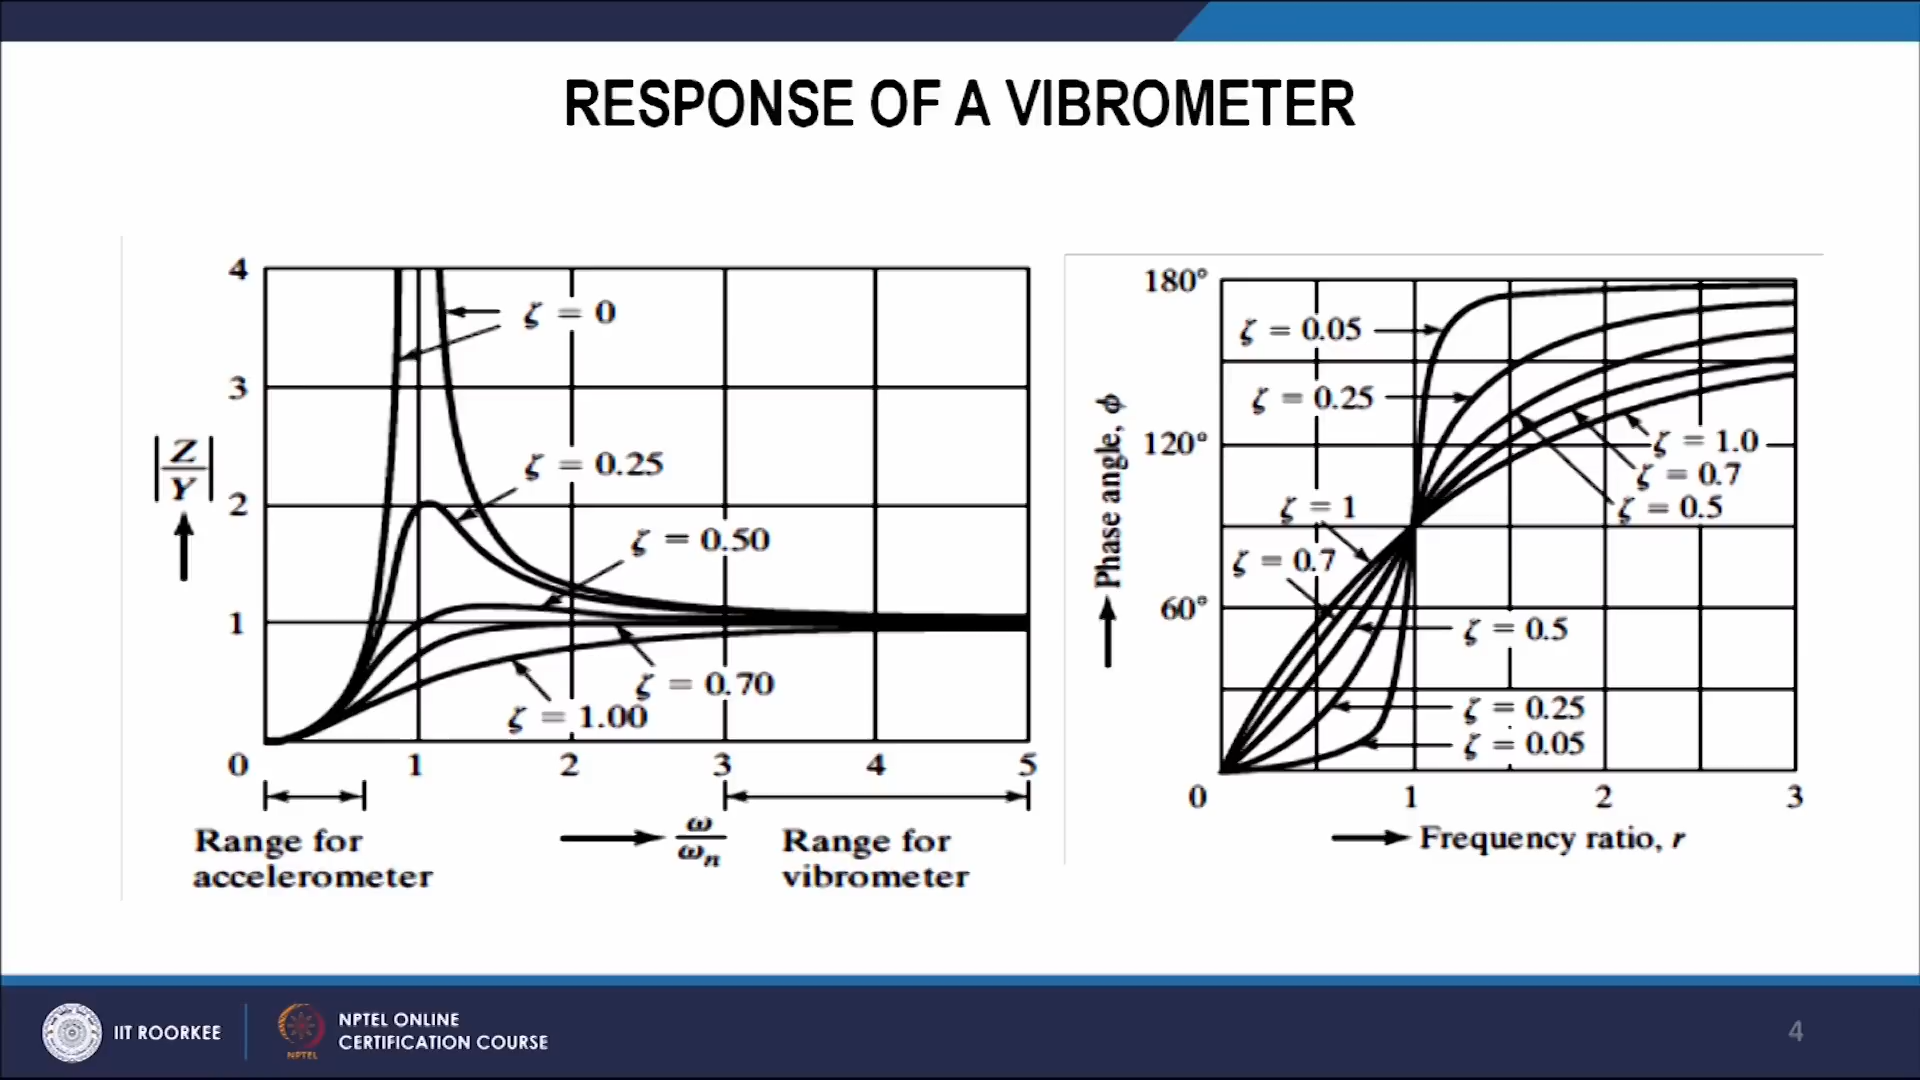 RESPONSE OF A VIBROMETER
4
3
2
1
0
1
2
3
4
5
|Z/Y|
ζ = 0
ζ = 0.25
ζ = 0.50
ζ = 0.70
ζ = 1.00
Range for
accelerometer
ω/ωn
Range for
vibrometer
180°
120°
60°
Phase angle, ϕ
ζ = 0.05
ζ = 0.25
ζ = 1.0
ζ = 0.7
ζ = 0.5
ζ = 1
ζ = 0.7
ζ = 0.5
ζ = 0.25
ζ = 0.05
0
1
2
3
Frequency ratio, r
IIT ROORKEE
NPTEL
NPTEL ONLINE
CERTIFICATION COURSE
4